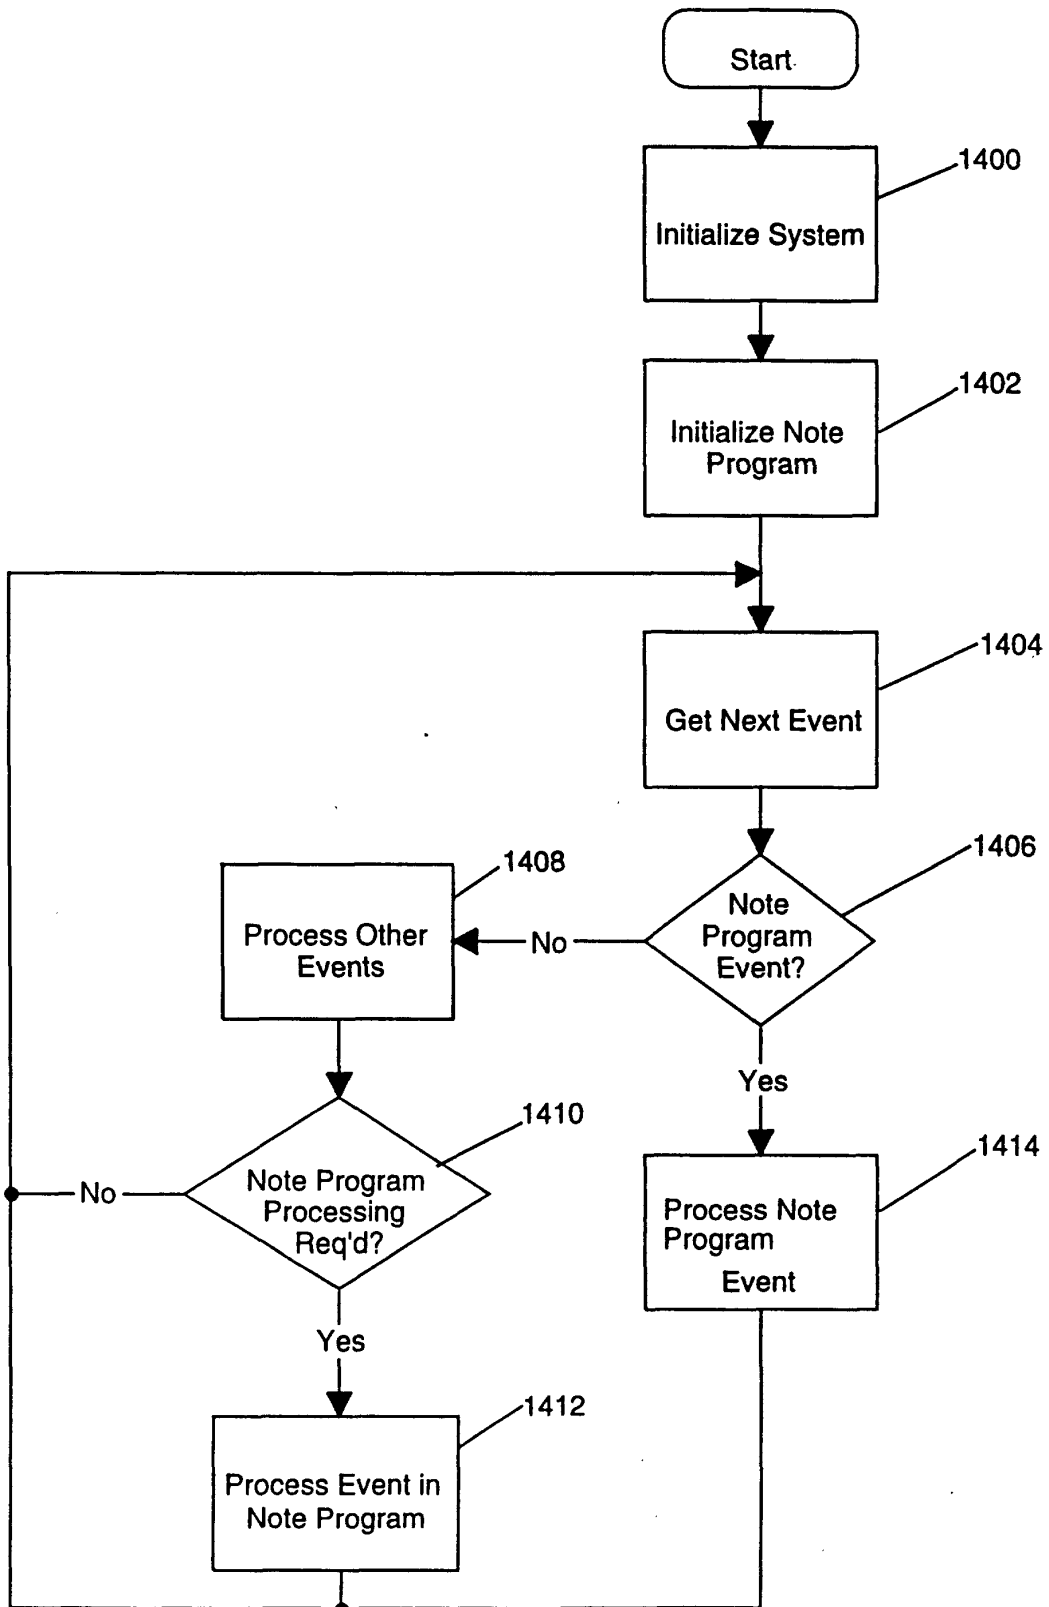 Start
1400
Initialize System
1402
Initialize Note
Program
1404
Get Next Event
1406
Note
Program
Event?
1408
Process Other
Events
No
Yes
1410
Note Program
Processing
Req'd?
No
1414
Process Note
Program
Event
Yes
1412
Process Event in
Note Program